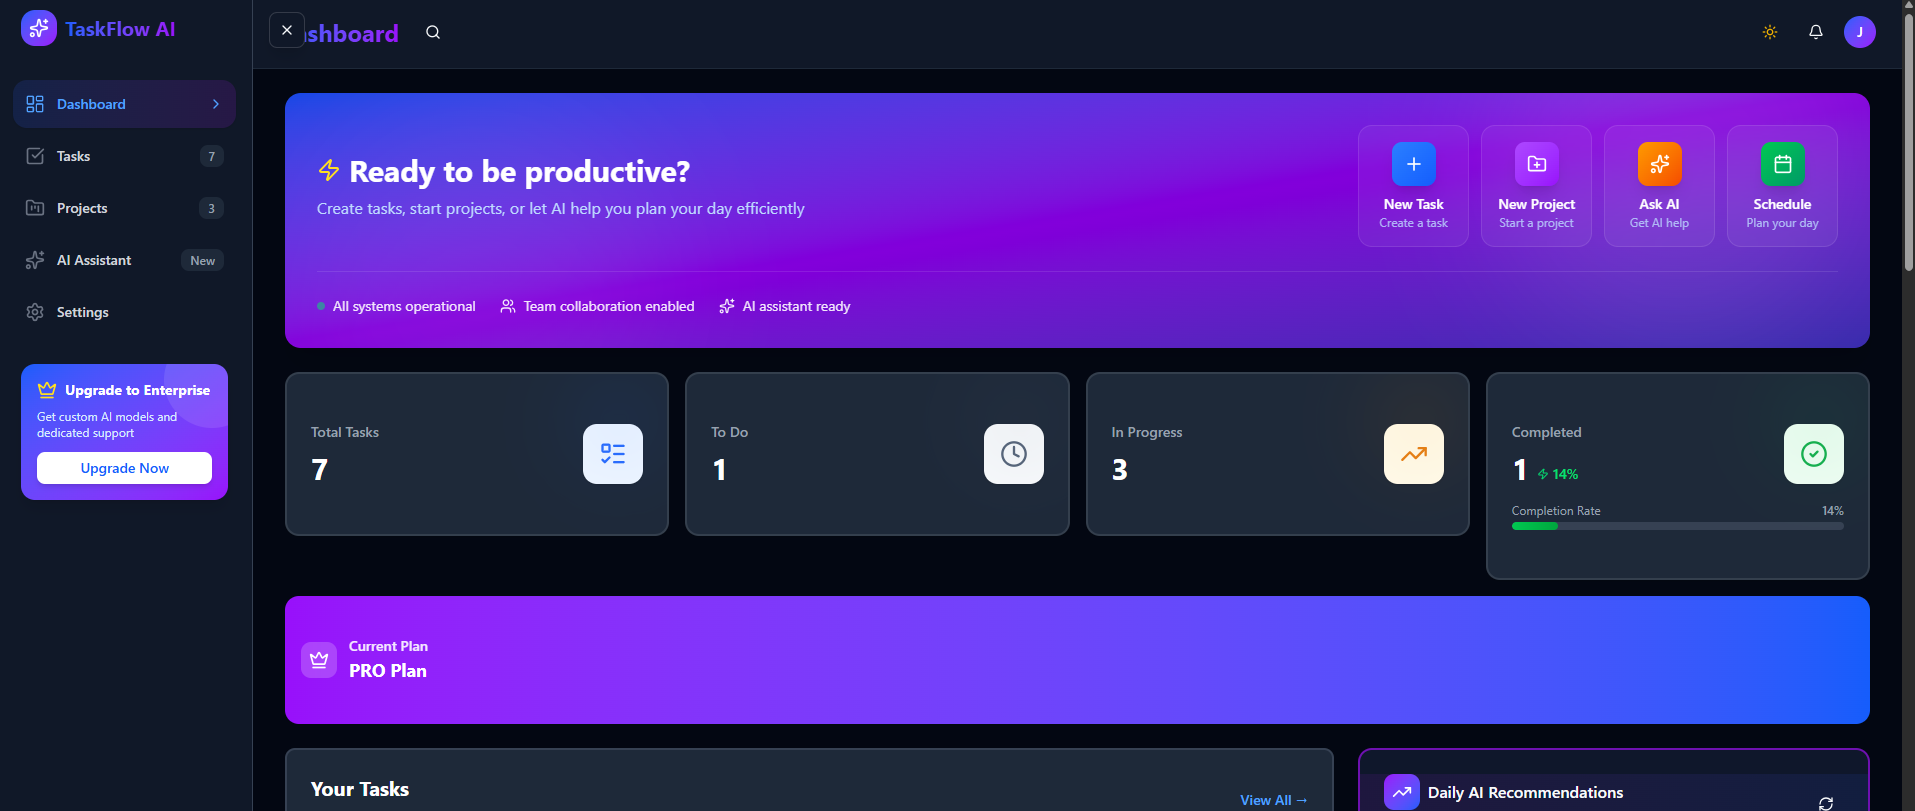 TaskFlow AI
Dashboard
Tasks
7
Projects
3
AI Assistant
New
Settings
Upgrade to Enterprise
Get custom AI models and
dedicated support
Upgrade Now
shboard
J
Ready to be productive?
Create tasks, start projects, or let AI help you plan your day efficiently
New Task
Create a task
New Project
Start a project
Ask AI
Get AI help
Schedule
Plan your day
All systems operational
Team collaboration enabled
AI assistant ready
Total Tasks
7
To Do
1
In Progress
3
Completed
1
14%
Completion Rate
14%
Current Plan
PRO Plan
Your Tasks
View All →
Daily AI Recommendations